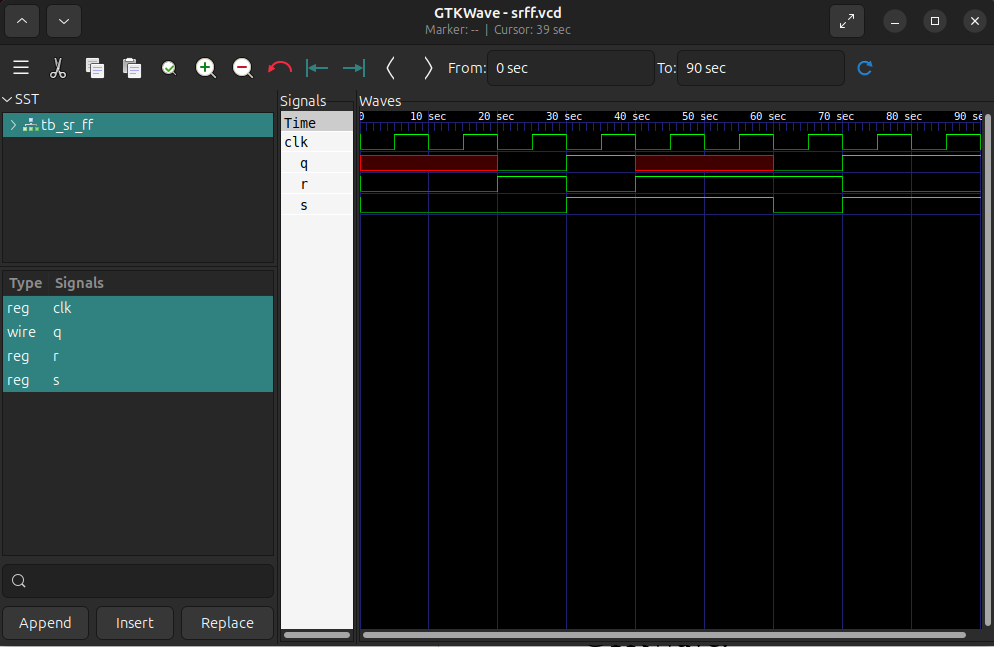 GTKWave - srff.vcd
Marker: -- | Cursor: 39 sec
From: 0 sec To: 90 sec
SST
tb_sr_ff
Type Signals
reg clk
wire q
reg r
reg s
Append Insert Replace
Signals
Time
clk
q
r
s
Waves
0 10 sec 20 sec 30 sec 40 sec 50 sec 60 sec 70 sec 80 sec 90 se